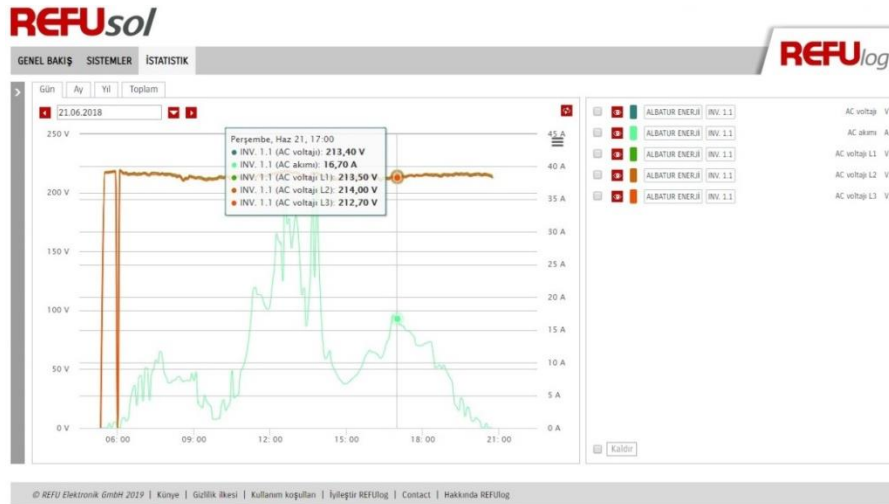 REFUsol
GENEL BAKIŞ SISTEMLER İSTATISTIK
REFUlog
Gün Ay Yıl Toplam
21.06.2018
250 V
200 V
150 V
100 V
50 V
0 V
Perşembe, Haz 21, 17:00
INV. 1.1 (AC voltajı): 213,40 V
INV. 1.1 (AC akımı): 16,70 A
INV. 1.1 (AC voltajı L1): 213,50 V
INV. 1.1 (AC voltajı L2): 214,00 V
INV. 1.1 (AC voltajı L3): 212,70 V
45 A
40 A
35 A
30 A
25 A
20 A
15 A
10 A
5 A
0 A
06:00 09:00 12:00 15:00 18:00 21:00
ALBATUR ENERJİ INV. 1.1 AC voltajı V
ALBATUR ENERJİ INV. 1.1 AC akımı A
ALBATUR ENERJİ INV. 1.1 AC voltajı L1 V
ALBATUR ENERJİ INV. 1.1 AC voltajı L2 V
ALBATUR ENERJİ INV. 1.1 AC voltajı L3 V
Kaldır
© REFU Elektronik GmbH 2019 | Künye | Gizlilik ilkesi | Kullanım koşulları | İyileştir REFUlog | Contact | Hakkında REFUlog